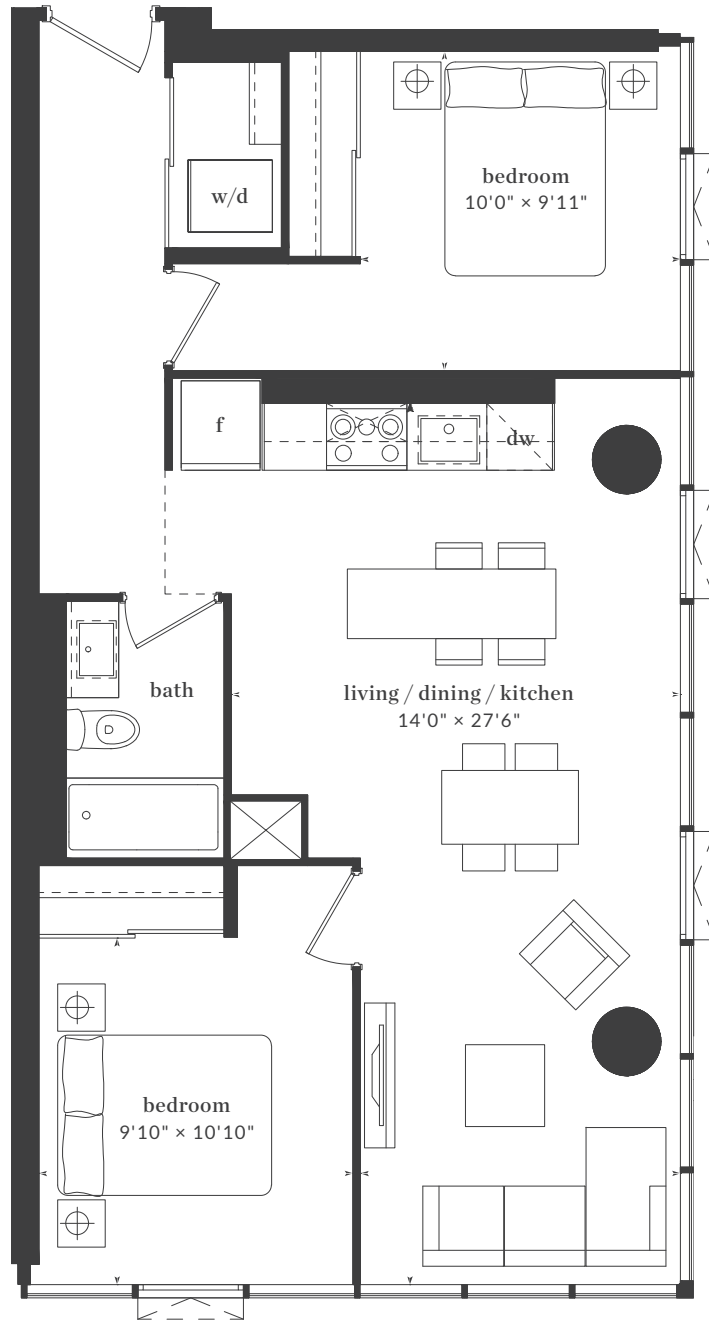 w/d
bedroom
10'0" × 9'11"
f
dw
bath
living / dining / kitchen
14'0" × 27'6"
bedroom
9'10" × 10'10"